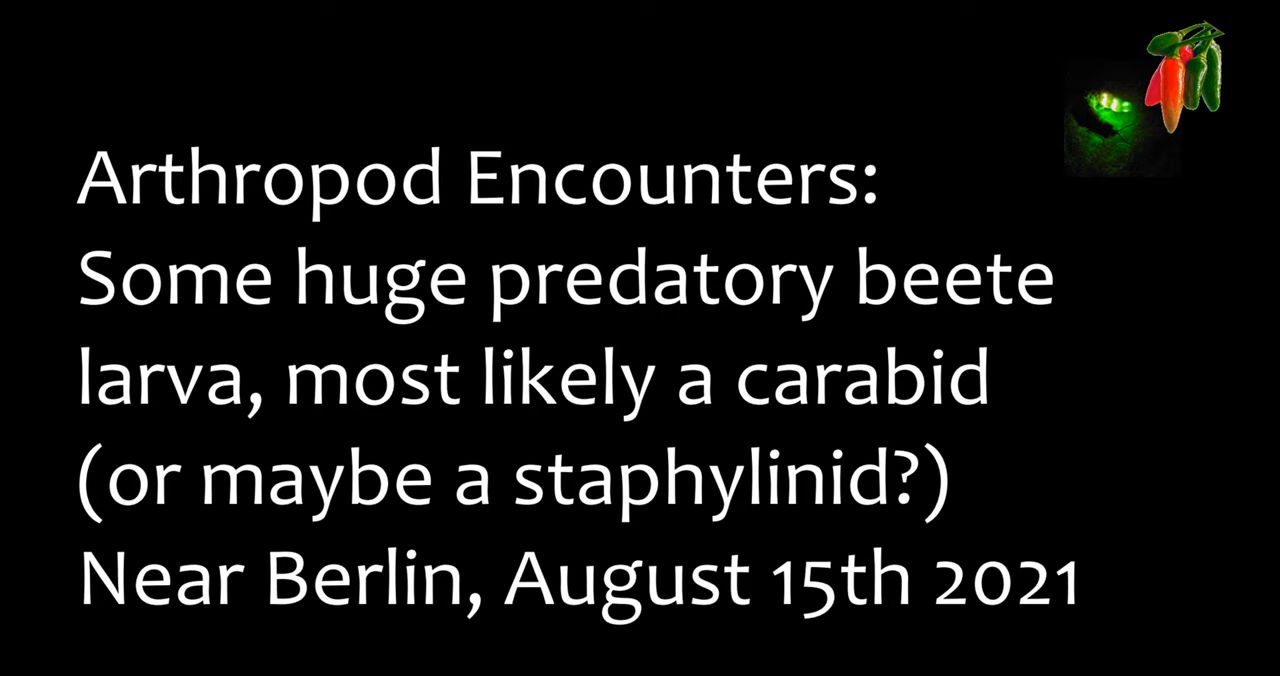 Arthropod Encounters:
Some huge predatory beete
larva, most likely a carabid
(or maybe a staphylinid?)
Near Berlin, August 15th 2021